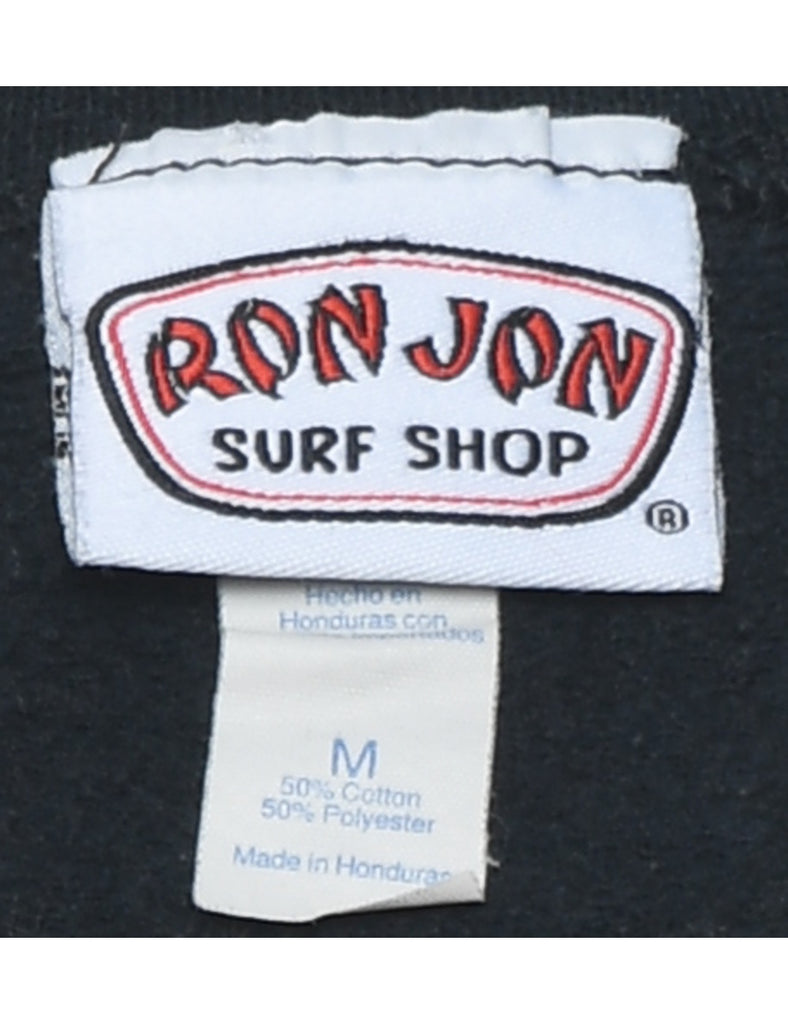 RON JON
SURF SHOP
®
Hecho en
Honduras con
M
50% Cotton
50% Polyester
Made in Honduras